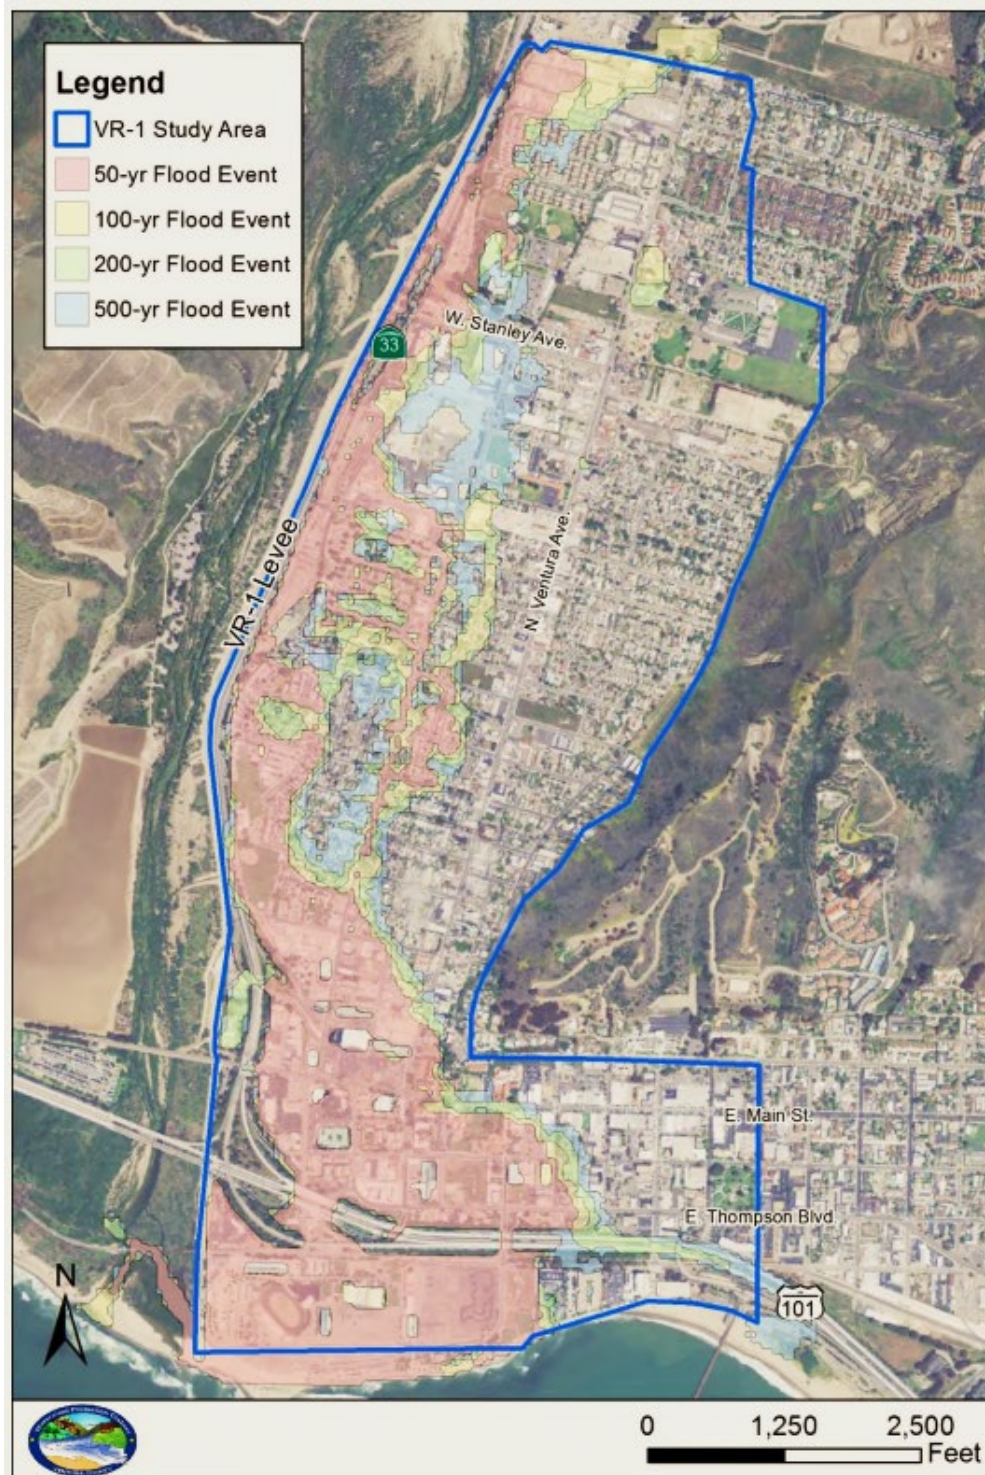 Legend
VR-1 Study Area
50-yr Flood Event
100-yr Flood Event
200-yr Flood Event
500-yr Flood Event
W. Stanley Ave.
33
VR-1 Levee
N. Ventura Ave.
E. Main St.
E. Thompson Blvd
N
101
0 1,250 2,500
Feet